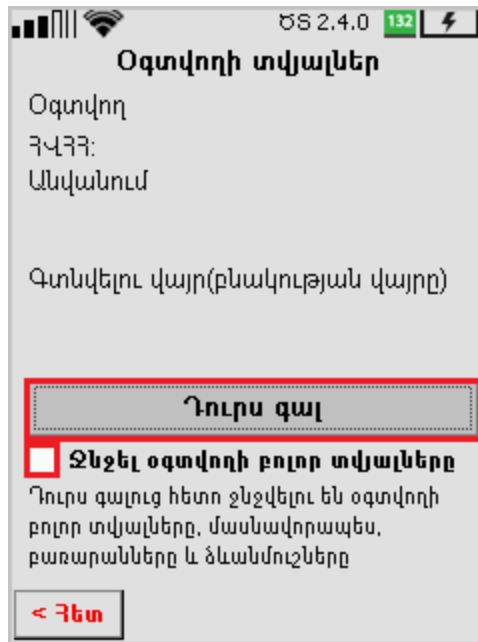 ԾՏ 2.4.0 132
Օգտվողի տվյալներ
Օգտվող
ՀՎՀՀ:
Անվանում
Գտնվելու վայր(բնակության վայրը)
Դուրս գալ
Ջնջել օգտվողի բոլոր տվյալները
Դուրս գալուց հետո ջնջվելու են օգտվողի
բոլոր տվյալները, մասնավորապես,
բառարանները և ձևանմուշները
< Հետ